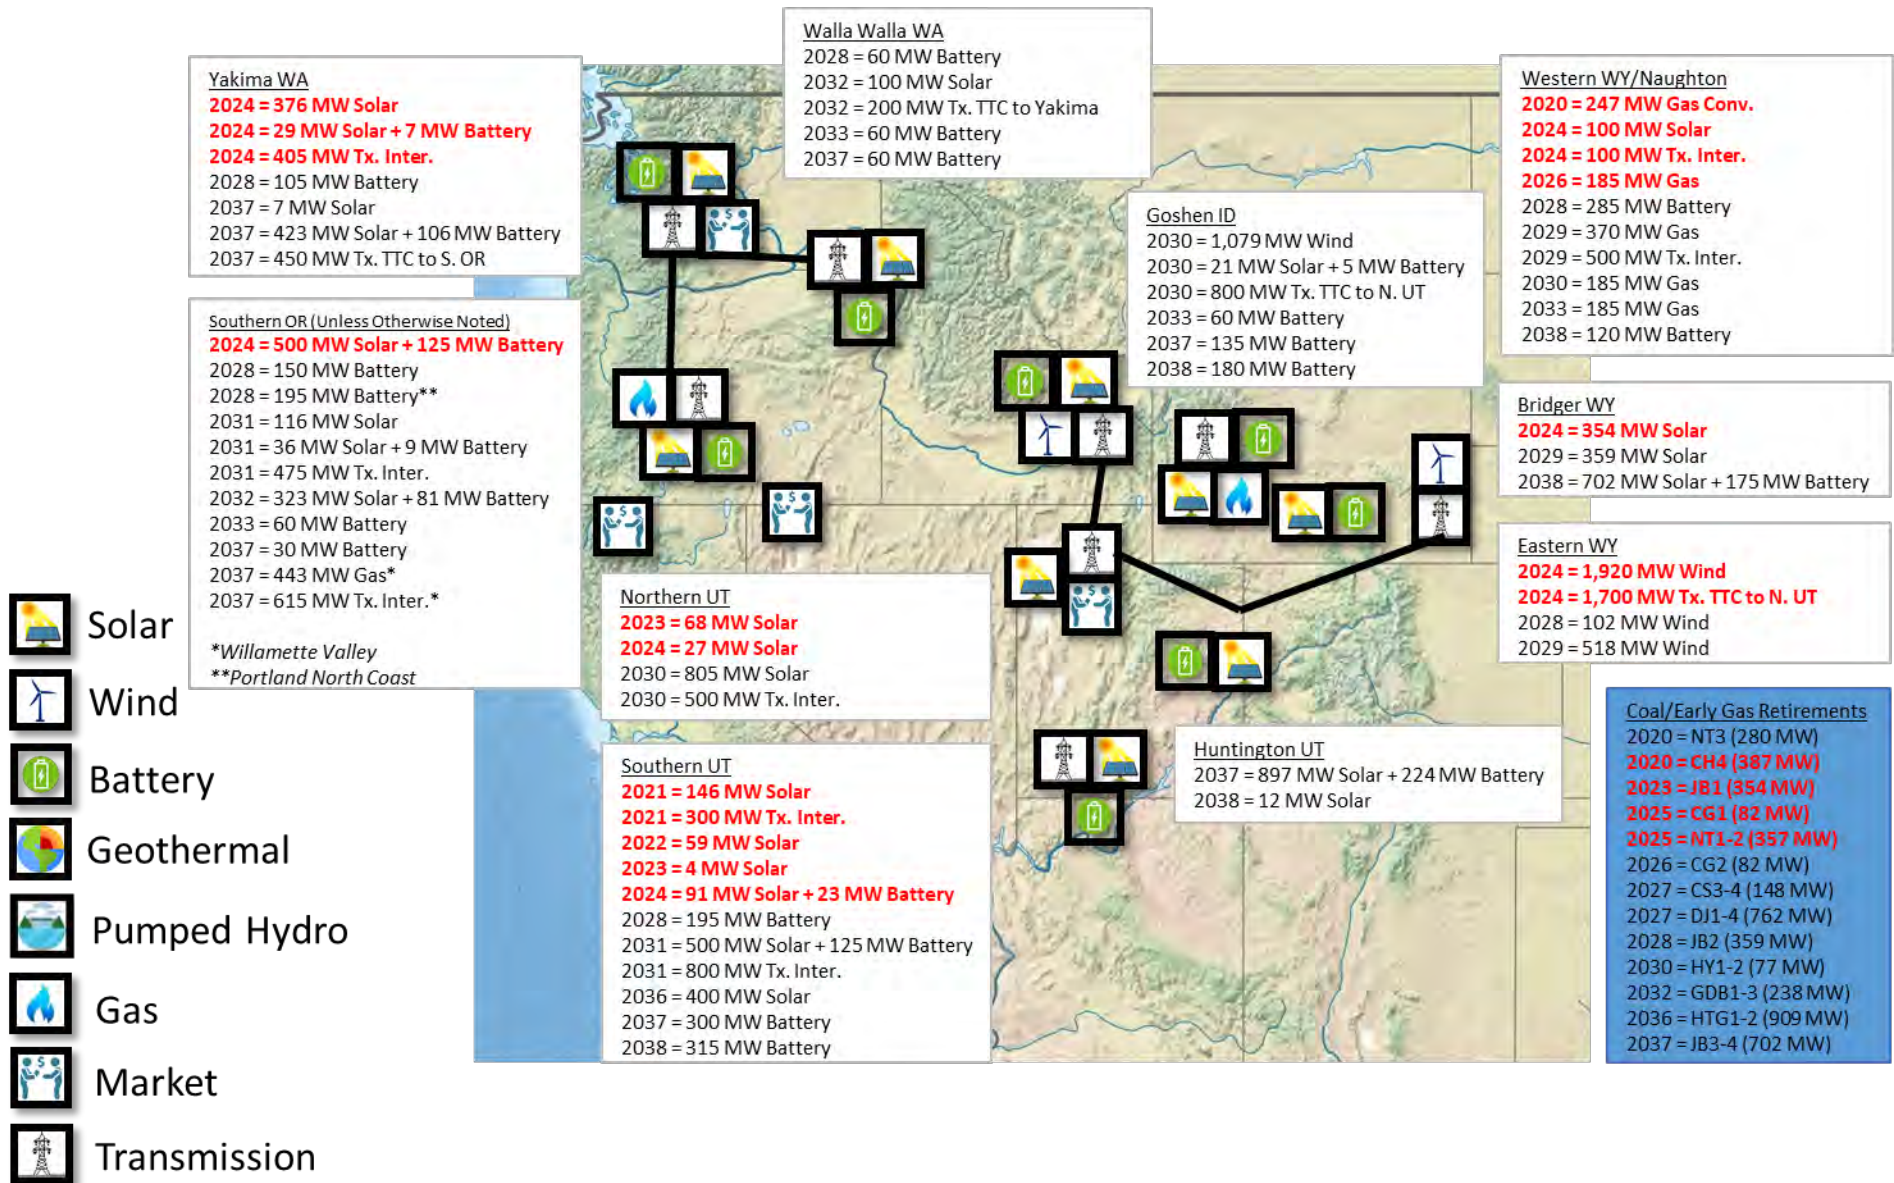 Walla Walla WA
2028 = 60 MW Battery
2032 = 100 MW Solar
2032 = 200 MW Tx. TTC to Yakima
2033 = 60 MW Battery
2037 = 60 MW Battery
Yakima WA
2024 = 376 MW Solar
2024 = 29 MW Solar + 7 MW Battery
2024 = 405 MW Tx. Inter.
2028 = 105 MW Battery
2037 = 7 MW Solar
2037 = 423 MW Solar + 106 MW Battery
2037 = 450 MW Tx. TTC to S. OR
Western WY/Naughton
2020 = 247 MW Gas Conv.
2024 = 100 MW Solar
2024 = 100 MW Tx. Inter.
2026 = 185 MW Gas
2028 = 285 MW Battery
2029 = 370 MW Gas
2029 = 500 MW Tx. Inter.
2030 = 185 MW Gas
2033 = 185 MW Gas
2038 = 120 MW Battery
Goshen ID
2030 = 1,079 MW Wind
2030 = 21 MW Solar + 5 MW Battery
2030 = 800 MW Tx. TTC to N. UT
2033 = 60 MW Battery
2037 = 135 MW Battery
2038 = 180 MW Battery
Southern OR (Unless Otherwise Noted)
2024 = 500 MW Solar + 125 MW Battery
2028 = 150 MW Battery
2028 = 195 MW Battery**
2031 = 116 MW Solar
2031 = 36 MW Solar + 9 MW Battery
2031 = 475 MW Tx. Inter.
2032 = 323 MW Solar + 81 MW Battery
2033 = 60 MW Battery
2037 = 30 MW Battery
2037 = 443 MW Gas*
2037 = 615 MW Tx. Inter.*
*Willamette Valley
**Portland North Coast
Bridger WY
2024 = 354 MW Solar
2029 = 359 MW Solar
2038 = 702 MW Solar + 175 MW Battery
Eastern WY
2024 = 1,920 MW Wind
2024 = 1,700 MW Tx. TTC to N. UT
2028 = 102 MW Wind
2029 = 518 MW Wind
Northern UT
2023 = 68 MW Solar
2024 = 27 MW Solar
2030 = 805 MW Solar
2030 = 500 MW Tx. Inter.
Southern UT
2021 = 146 MW Solar
2021 = 300 MW Tx. Inter.
2022 = 59 MW Solar
2023 = 4 MW Solar
2024 = 91 MW Solar + 23 MW Battery
2028 = 195 MW Battery
2031 = 500 MW Solar + 125 MW Battery
2031 = 800 MW Tx. Inter.
2036 = 400 MW Solar
2037 = 300 MW Battery
2038 = 315 MW Battery
Huntington UT
2037 = 897 MW Solar + 224 MW Battery
2038 = 12 MW Solar
Coal/Early Gas Retirements
2020 = NT3 (280 MW)
2020 = CH4 (387 MW)
2023 = JB1 (354 MW)
2025 = CG1 (82 MW)
2025 = NT1-2 (357 MW)
2026 = CG2 (82 MW)
2027 = CS3-4 (148 MW)
2027 = DJ1-4 (762 MW)
2028 = JB2 (359 MW)
2030 = HY1-2 (77 MW)
2032 = GDB1-3 (238 MW)
2036 = HTG1-2 (909 MW)
2037 = JB3-4 (702 MW)
Solar
Wind
Battery
Geothermal
Pumped Hydro
Gas
Market
Transmission